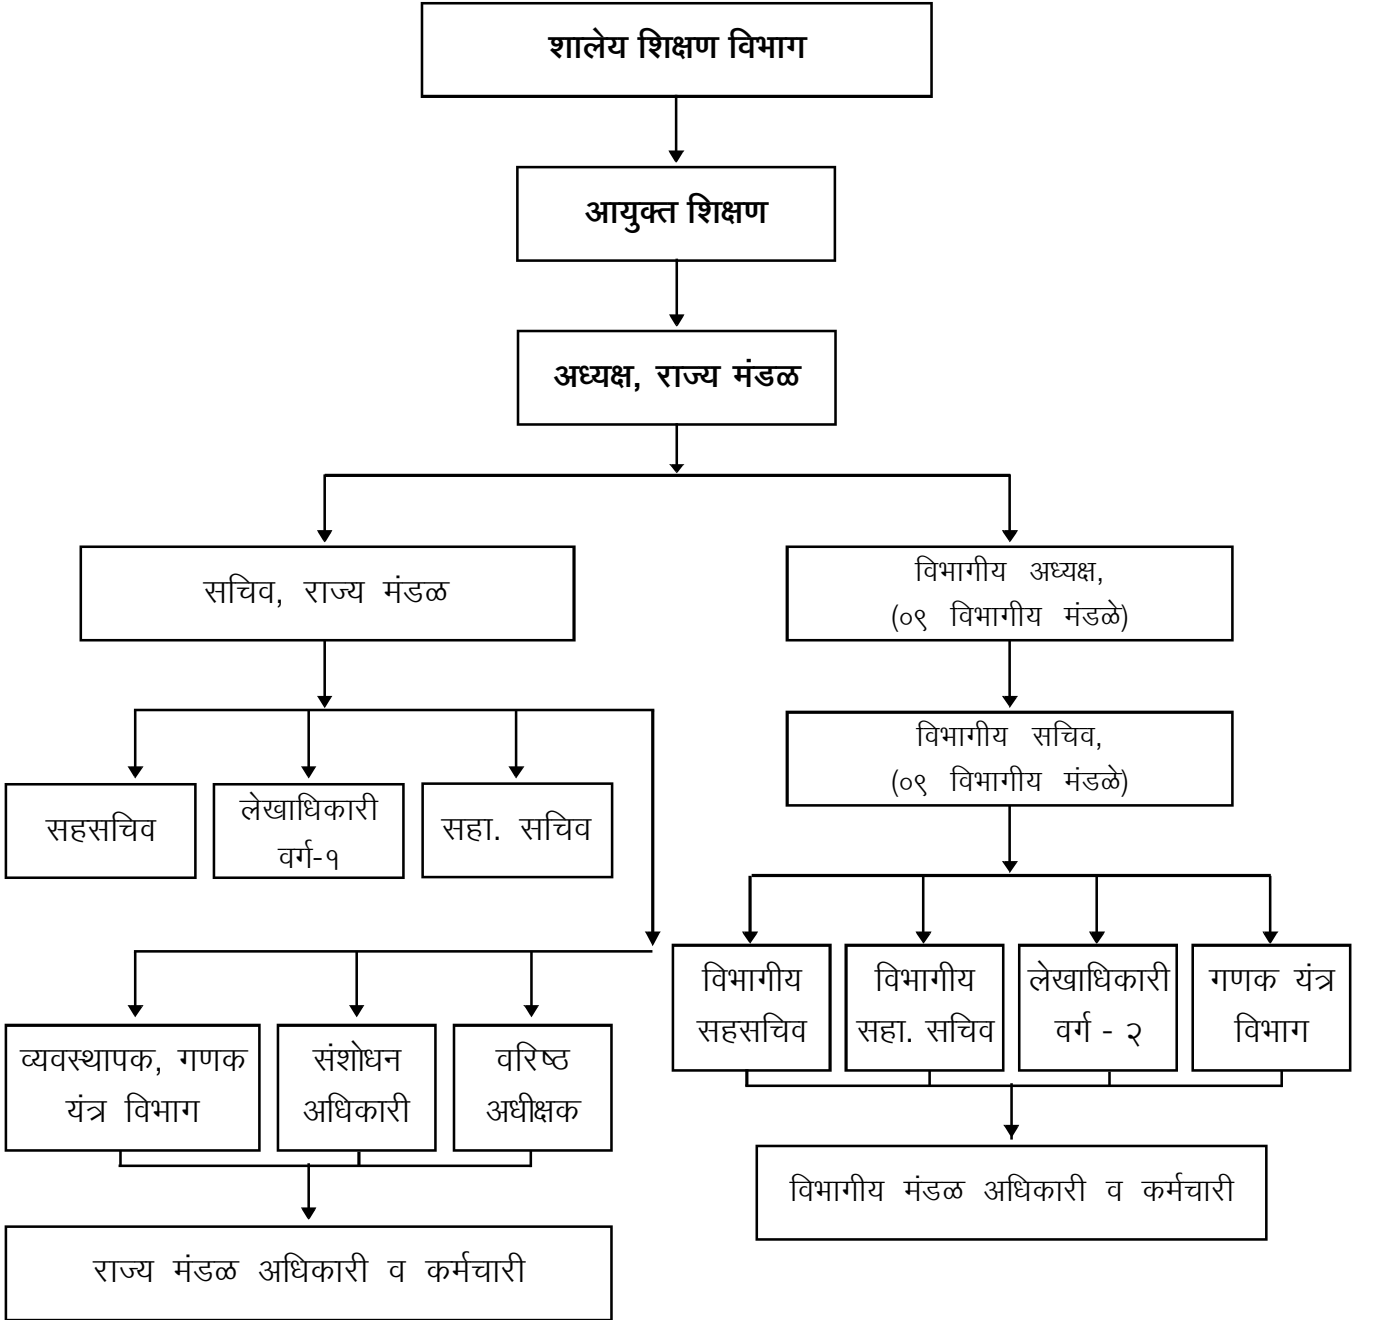 शालेय शिक्षण विभाग
आयुक्त शिक्षण
अध्यक्ष, राज्य मंडळ
सचिव, राज्य मंडळ
विभागीय अध्यक्ष,
(०९ विभागीय मंडळे)
विभागीय सचिव,
(०९ विभागीय मंडळे)
सहसचिव
लेखाधिकारी
वर्ग-१
सहा. सचिव
विभागीय
सहसचिव
विभागीय
सहा. सचिव
लेखाधिकारी
वर्ग - २
गणक यंत्र
विभाग
व्यवस्थापक, गणक
यंत्र विभाग
संशोधन
अधिकारी
वरिष्ठ
अधीक्षक
विभागीय मंडळ अधिकारी व कर्मचारी
राज्य मंडळ अधिकारी व कर्मचारी